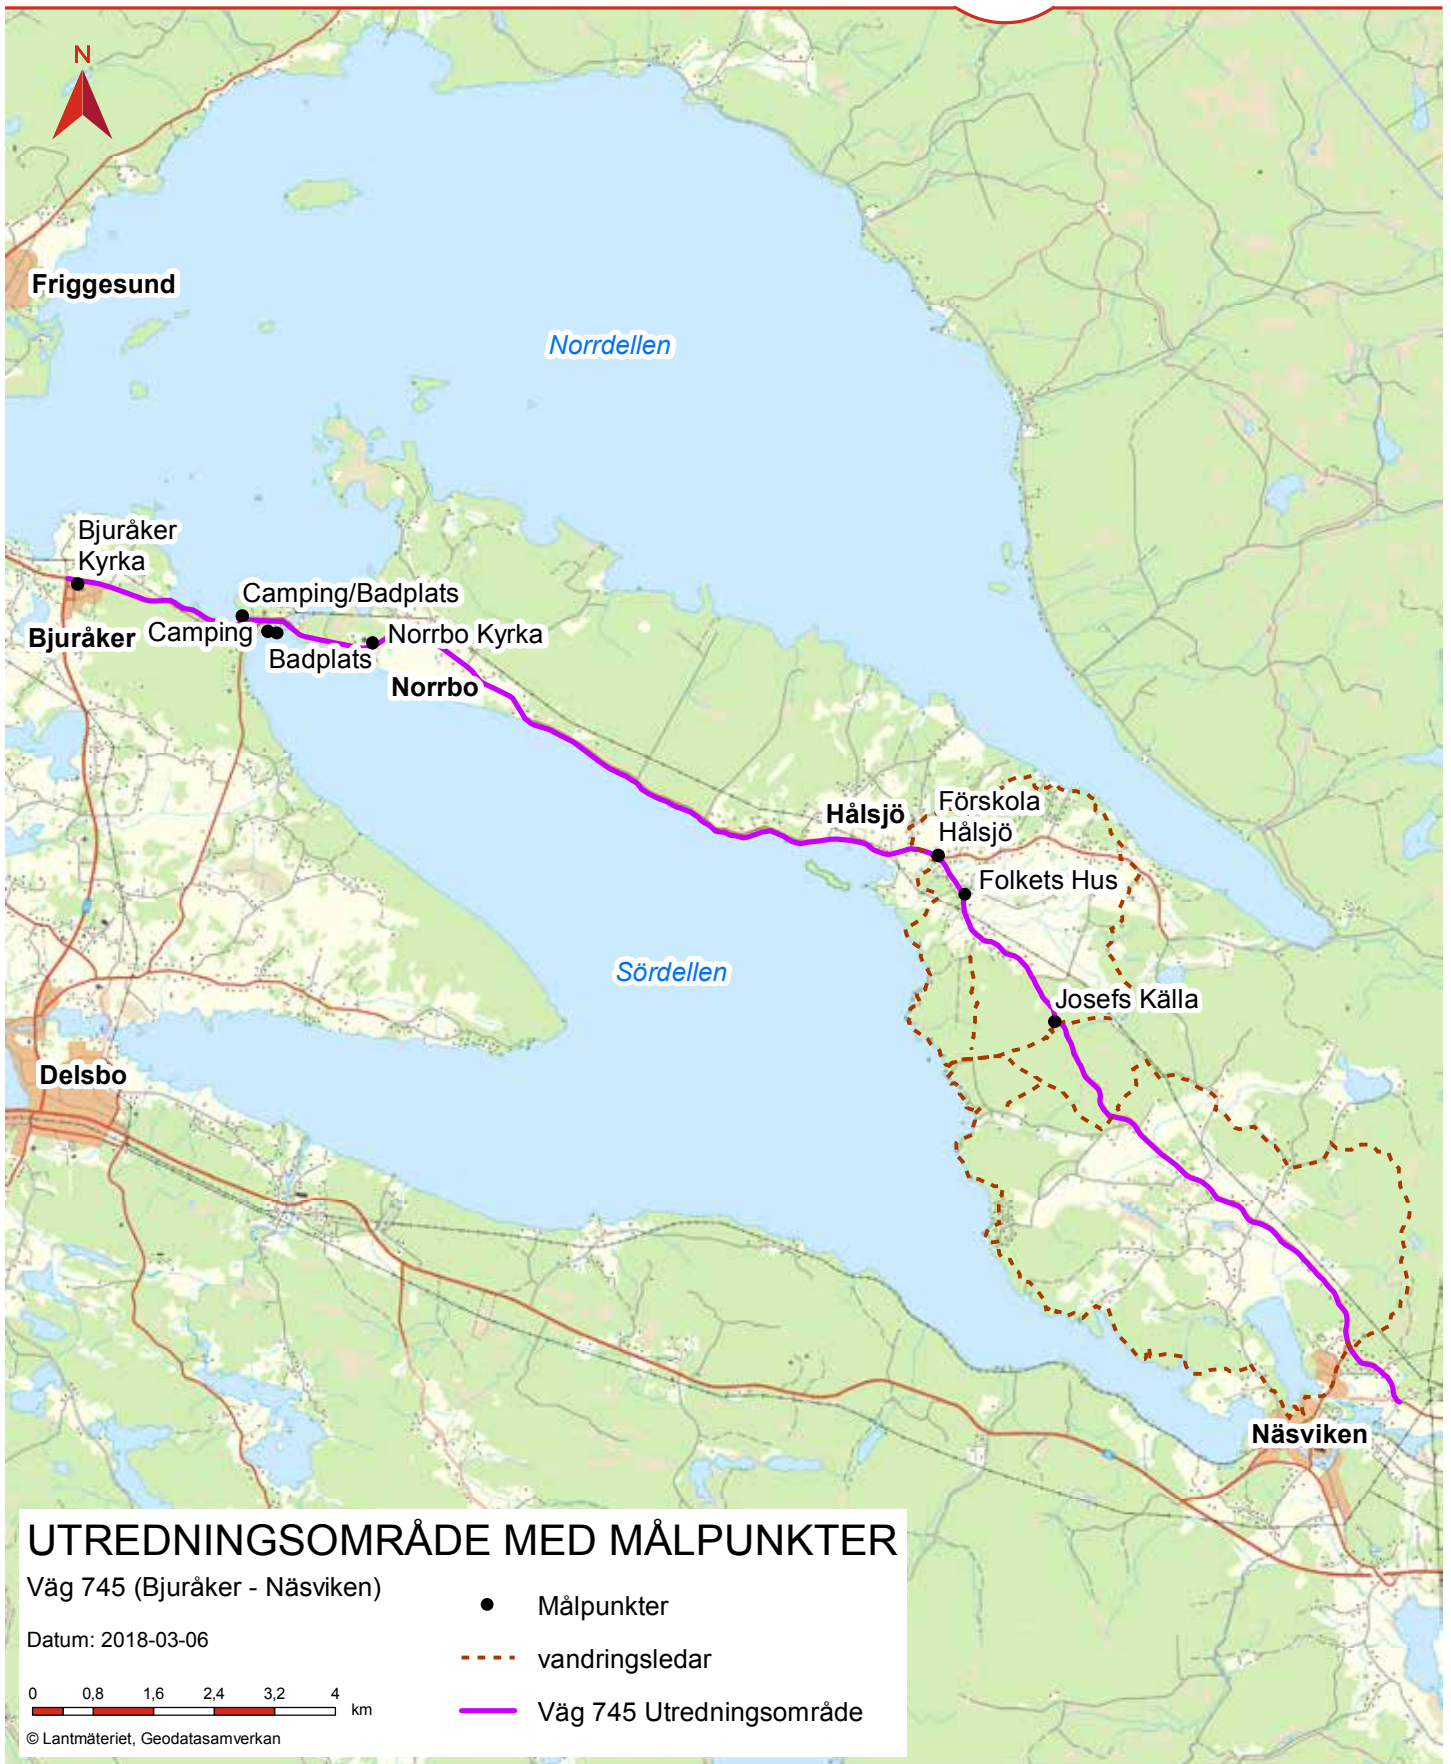 N
Friggesund
Norrdellen
Bjuråker
Kyrka
Camping/Badplats
Bjuråker
Camping
Norrbo Kyrka
Badplats
Norrbo
Hålsjö
Förskola
Hålsjö
Folkets Hus
Sördellen
Josefs Källa
Delsbo
Näsviken
UTREDNINGSOMRÅDE MED MÅLPUNKTER
Väg 745 (Bjuråker - Näsviken)
Datum: 2018-03-06
0 0,8 1,6 2,4 3,2 4 km
© Lantmäteriet, Geodatasamverkan
Målpunkter
vandringsledar
Väg 745 Utredningsområde